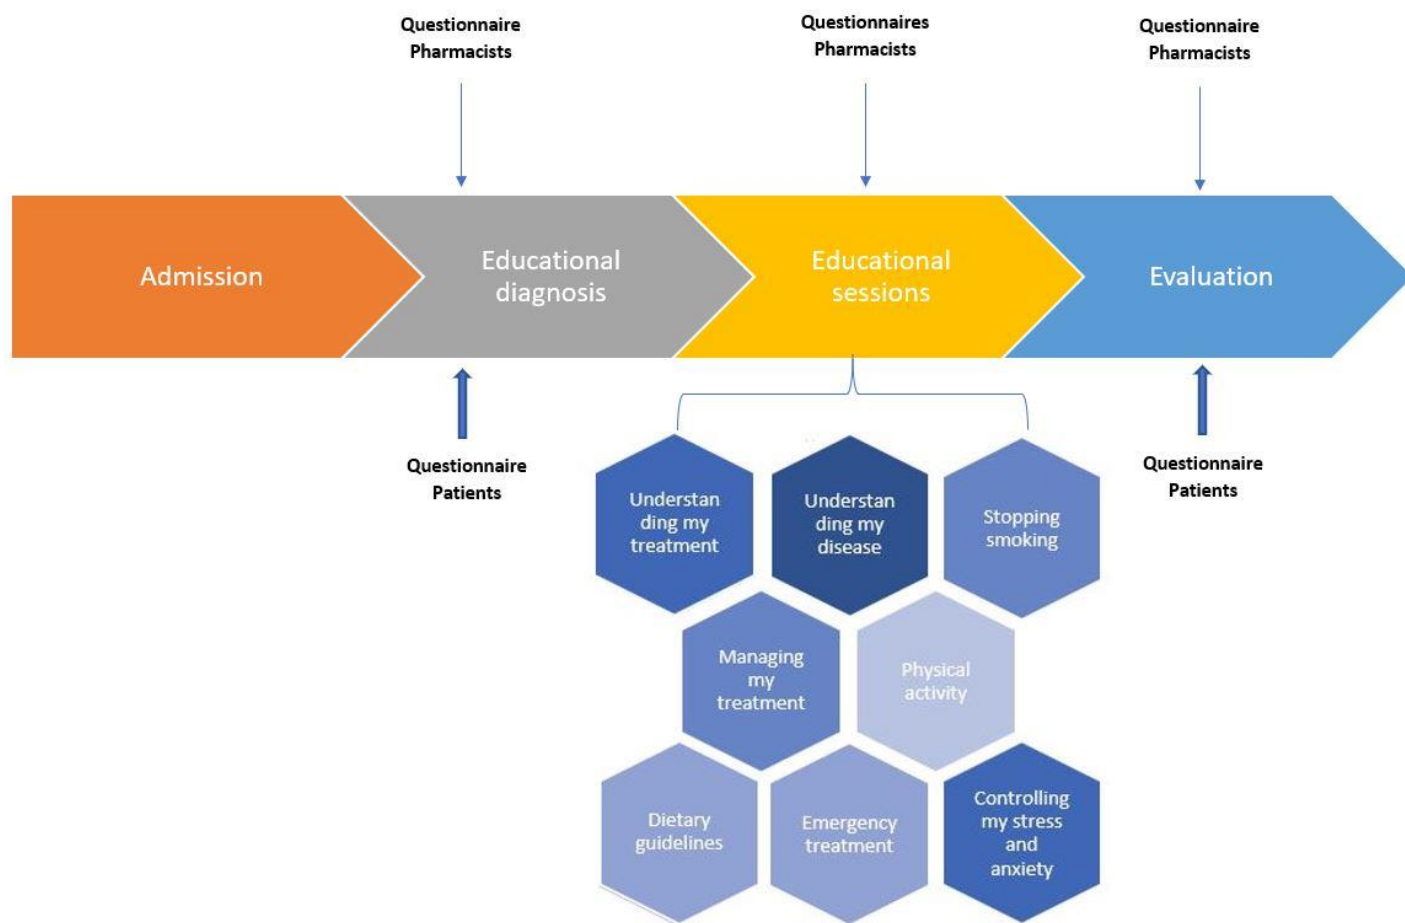 Questionnaire
Pharmacists
Questionnaires
Pharmacists
Questionnaire
Pharmacists
Admission
Educational
diagnosis
Educational
sessions
Evaluation
Questionnaire
Patients
Questionnaire
Patients
Understan
ding my
treatment
Understan
ding my
disease
Stopping
smoking
Managing
my
treatment
Physical
activity
Dietary
guidelines
Emergency
treatment
Controlling
my stress
and
anxiety